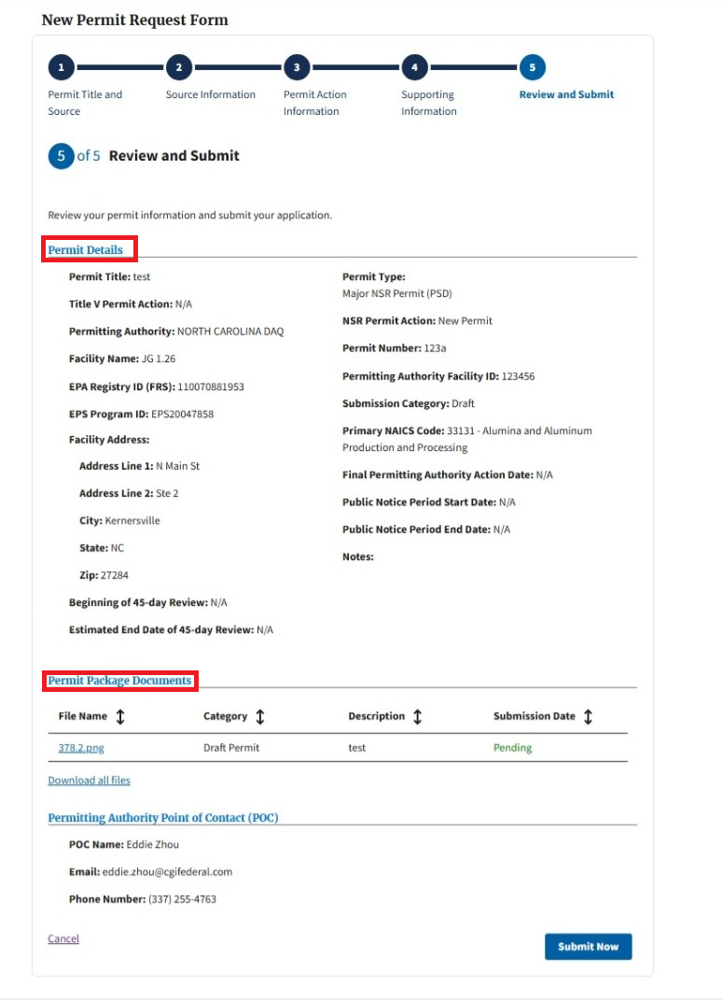 New Permit Request Form
1
2
3
4
5
Permit Title and
Source
Source Information
Permit Action
Information
Supporting
Information
Review and Submit
5 of 5 Review and Submit
Review your permit information and submit your application.
Permit Details
Permit Title: test
Title V Permit Action: N/A
Permitting Authority: NORTH CAROLINA DAQ
Facility Name: JG 1.26
EPA Registry ID (FRS): 110070881953
EPS Program ID: EPS20047858
Facility Address:
Address Line 1: N Main St
Address Line 2: Ste 2
City: Kernersville
State: NC
Zip: 27284
Beginning of 45-day Review: N/A
Estimated End Date of 45-day Review: N/A
Permit Type:
Major NSR Permit (PSD)
NSR Permit Action: New Permit
Permit Number: 123a
Permitting Authority Facility ID: 123456
Submission Category: Draft
Primary NAICS Code: 33131 - Alumina and Aluminum
Production and Processing
Final Permitting Authority Action Date: N/A
Public Notice Period Start Date: N/A
Public Notice Period End Date: N/A
Notes:
Permit Package Documents
File Name Category Description Submission Date
378.2.png Draft Permit test Pending
Download all files
Permitting Authority Point of Contact (POC)
POC Name: Eddie Zhou
Email: eddie.zhou@cgifederal.com
Phone Number: (337) 255-4763
Cancel
Submit Now